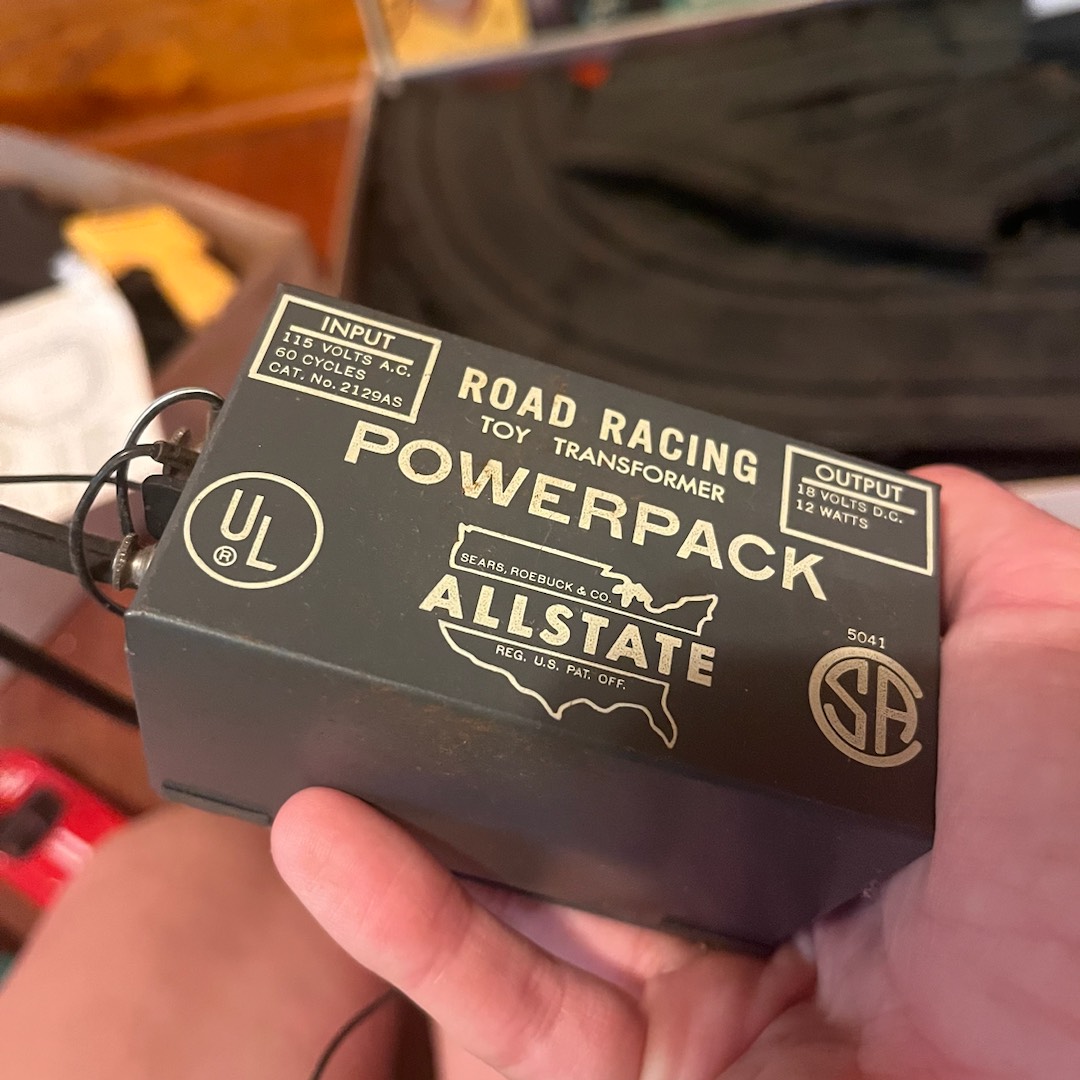 INPUT
115 VOLTS A.C.
60 CYCLES
CAT. No. 2129AS
ROAD RACING
TOY TRANSFORMER
POWERPACK
OUTPUT
18 VOLTS D.C.
12 WATTS
UL
®
SEARS, ROEBUCK & CO.
ALLSTATE
REG. U.S. PAT. OFF.
5041
SA